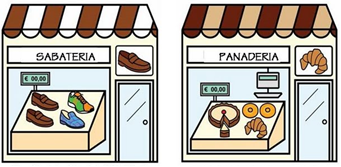 SABATERIA
€ 00,00
PANADERIA
€ 00,00